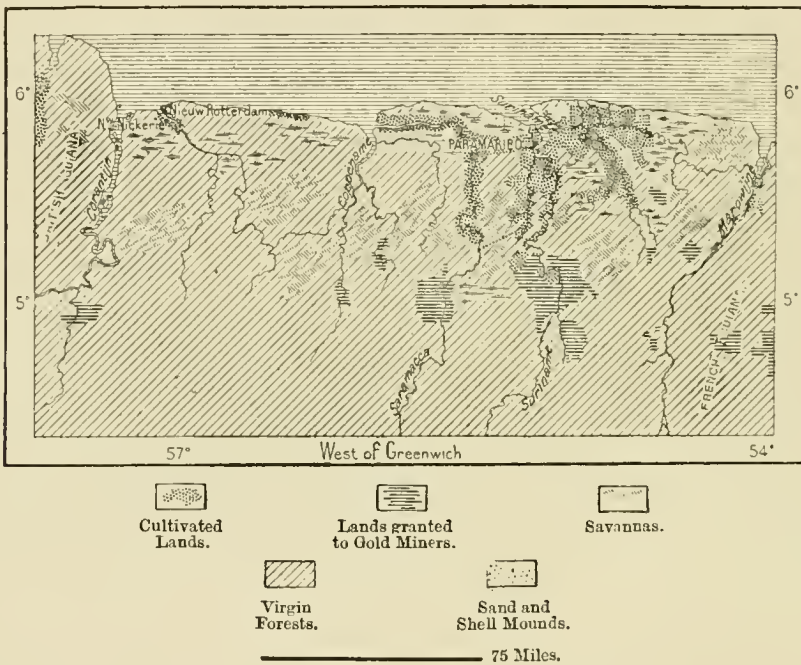 6°
6°
Nieuw Rotterdam
Nw. Nickerie
PARAMARIBO
BRITISH GUIANA
Corentijn
Coppename
Marowijne
5°
5°
FRENCH GUIANA
Saramacca
Suriname
57°
West of Greenwich
54°
Cultivated
Lands.
Lands granted
to Gold Miners.
Savannas.
Virgin
Forests.
Sand and
Shell Mounds.
75 Miles.